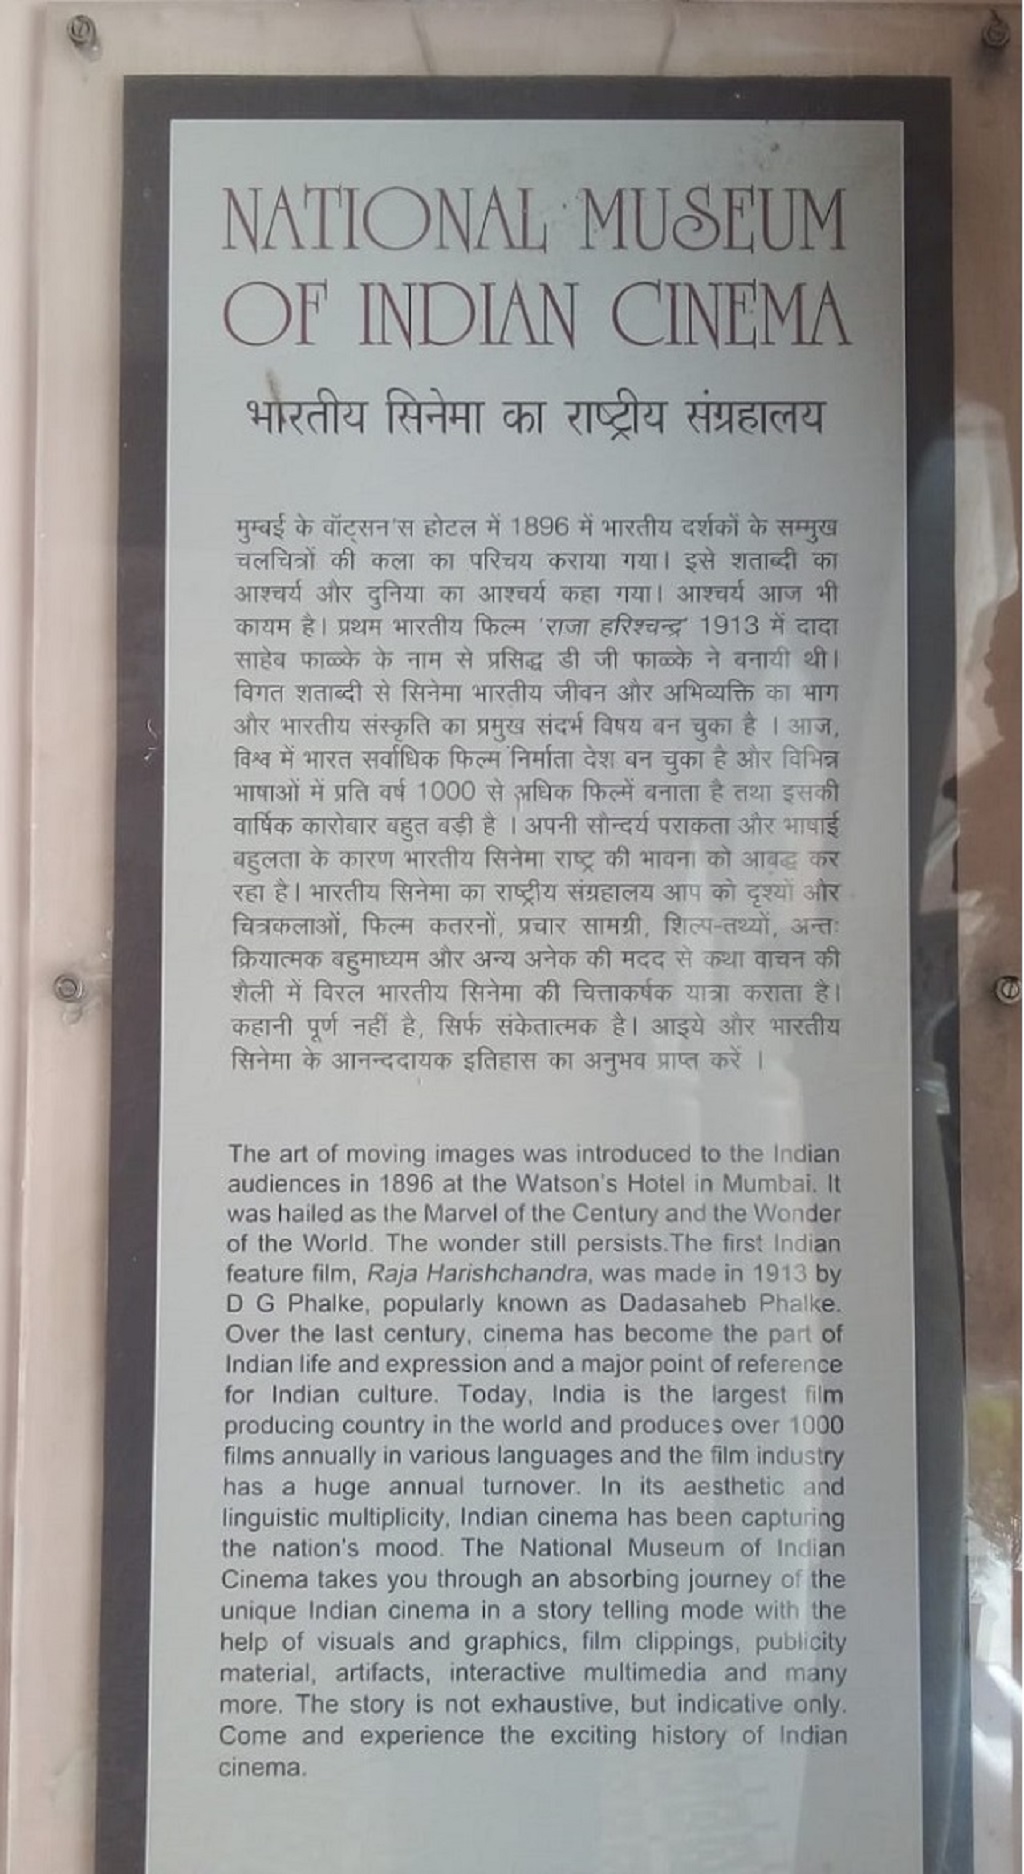 NATIONAL MUSEUM
OF INDIAN CINEMA
भारतीय सिनेमा का राष्ट्रीय संग्रहालय
मुम्बई के वॉट्सन'स होटल में 1896 में भारतीय दर्शकों के सम्मुख
चलचित्रों की कला का परिचय कराया गया। इसे शताब्दी का
आश्चर्य और दुनिया का आश्चर्य कहा गया। आश्चर्य आज भी
कायम है। प्रथम भारतीय फिल्म 'राजा हरिश्चन्द्र' 1913 में दादा
साहेब फाळ्के के नाम से प्रसिद्ध डी जी फाळ्के ने बनायी थी।
विगत शताब्दी से सिनेमा भारतीय जीवन और अभिव्यक्ति का भाग
और भारतीय संस्कृति का प्रमुख संदर्भ विषय बन चुका है । आज,
विश्व में भारत सर्वाधिक फिल्म निर्माता देश बन चुका है और विभिन्न
भाषाओं में प्रति वर्ष 1000 से अधिक फिल्में बनाता है तथा इसकी
वार्षिक कारोबार बहुत बड़ी है । अपनी सौन्दर्य पराकता और भाषाई
बहुलता के कारण भारतीय सिनेमा राष्ट्र की भावना को आबद्ध कर
रहा है। भारतीय सिनेमा का राष्ट्रीय संग्रहालय आप को दृश्यों और
चित्रकलाओं, फिल्म कतरनों, प्रचार सामग्री, शिल्प-तथ्यों, अन्तः
क्रियात्मक बहुमाध्यम और अन्य अनेक की मदद से कथा वाचन की
शैली में विरल भारतीय सिनेमा की चित्ताकर्षक यात्रा कराता है।
कहानी पूर्ण नहीं है, सिर्फ संकेतात्मक है। आइये और भारतीय
सिनेमा के आनन्ददायक इतिहास का अनुभव प्राप्त करें ।
The art of moving images was introduced to the Indian
audiences in 1896 at the Watson's Hotel in Mumbai. It
was hailed as the Marvel of the Century and the Wonder
of the World. The wonder still persists.The first Indian
feature film, Raja Harishchandra, was made in 1913 by
D G Phalke, popularly known as Dadasaheb Phalke.
Over the last century, cinema has become the part of
Indian life and expression and a major point of reference
for Indian culture. Today, India is the largest film
producing country in the world and produces over 1000
films annually in various languages and the film industry
has a huge annual turnover. In its aesthetic and
linguistic multiplicity, Indian cinema has been capturing
the nation's mood. The National Museum of Indian
Cinema takes you through an absorbing journey of the
unique Indian cinema in a story telling mode with the
help of visuals and graphics, film clippings, publicity
material, artifacts, interactive multimedia and many
more. The story is not exhaustive, but indicative only.
Come and experience the exciting history of Indian
cinema.